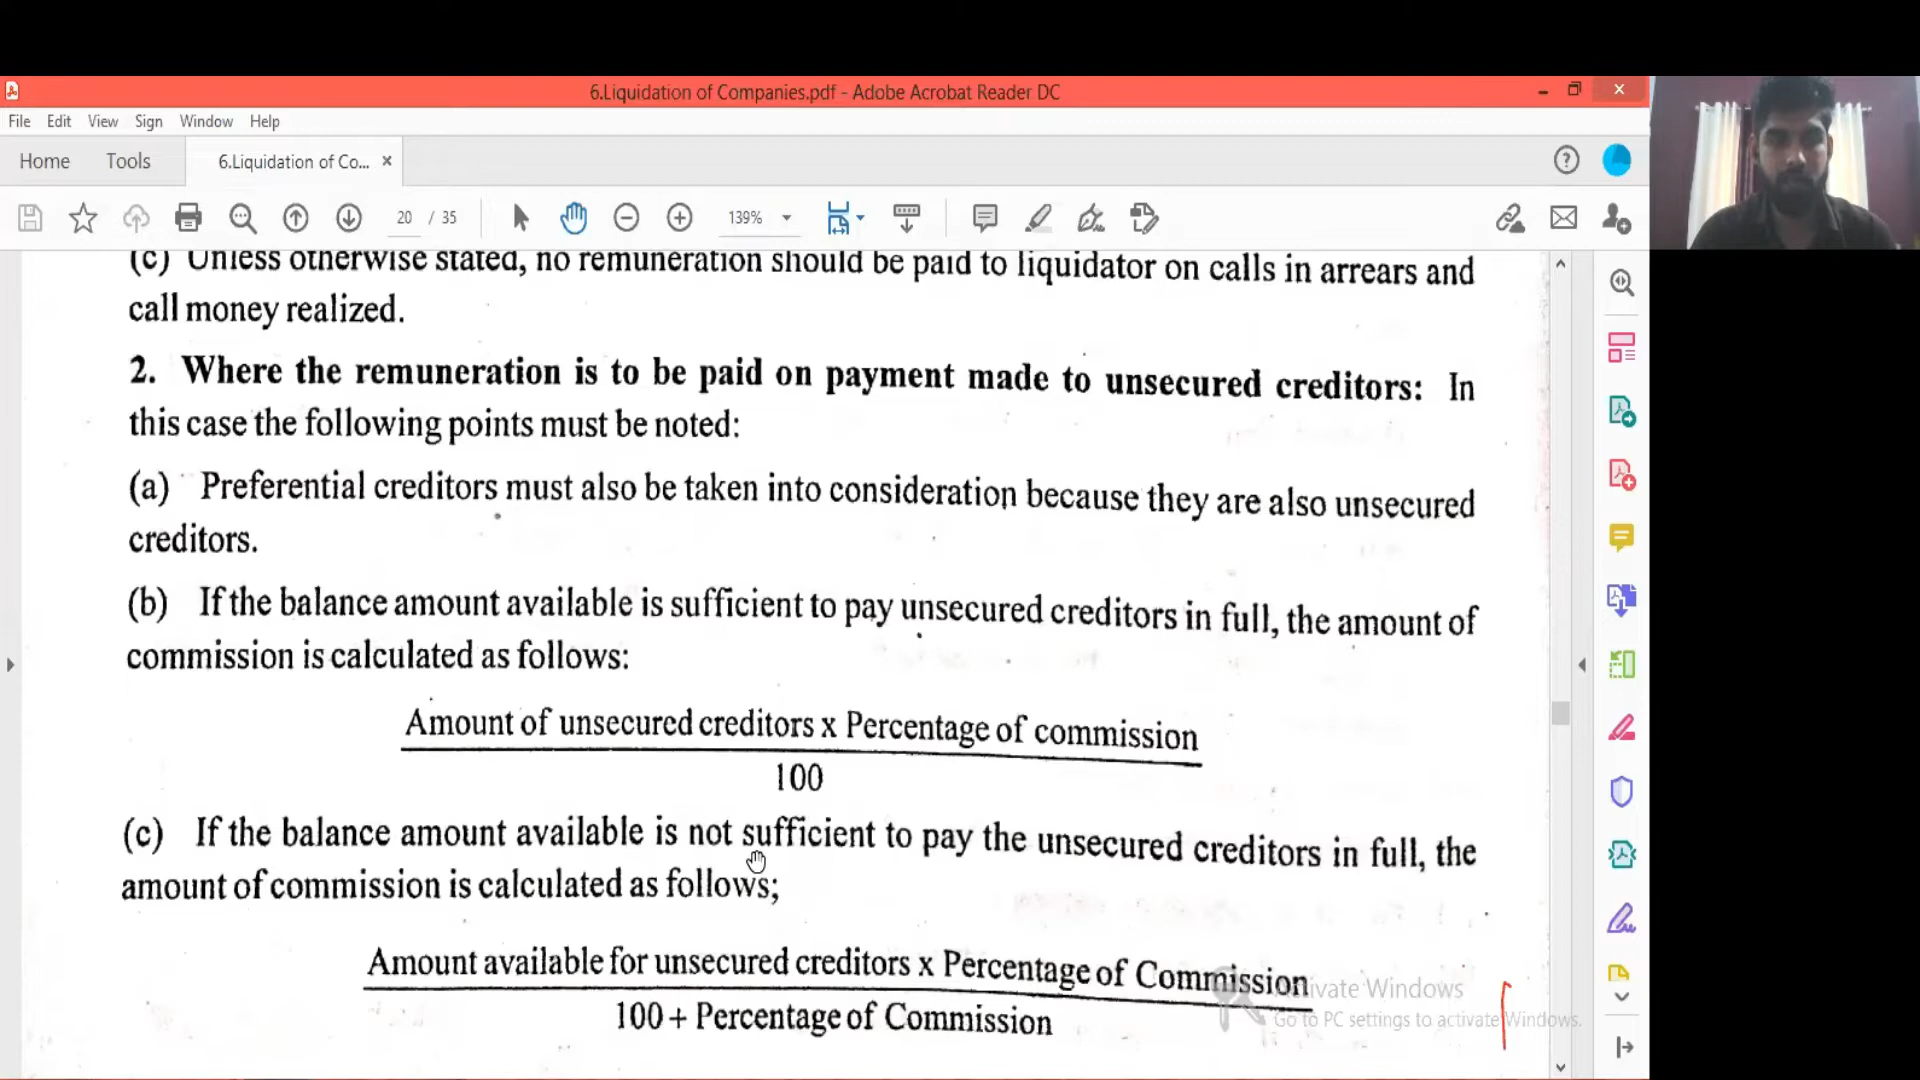 6.Liquidation of Companies.pdf - Adobe Acrobat Reader DC
File Edit View Sign Window Help
Home Tools 6.Liquidation of Co...
20 / 35 139%
(c) Unless otherwise stated, no remuneration should be paid to liquidator on calls in arrears and
call money realized.
2. Where the remuneration is to be paid on payment made to unsecured creditors: In
this case the following points must be noted:
(a) Preferential creditors must also be taken into consideration because they are also unsecured
creditors.
(b) If the balance amount available is sufficient to pay unsecured creditors in full, the amount of
commission is calculated as follows:
Amount of unsecured creditors x Percentage of commission
100
(c) If the balance amount available is not sufficient to pay the unsecured creditors in full, the
amount of commission is calculated as follows;
Amount available for unsecured creditors x Percentage of Commission
100 + Percentage of Commission
Activate Windows
Go to PC settings to activate Windows.